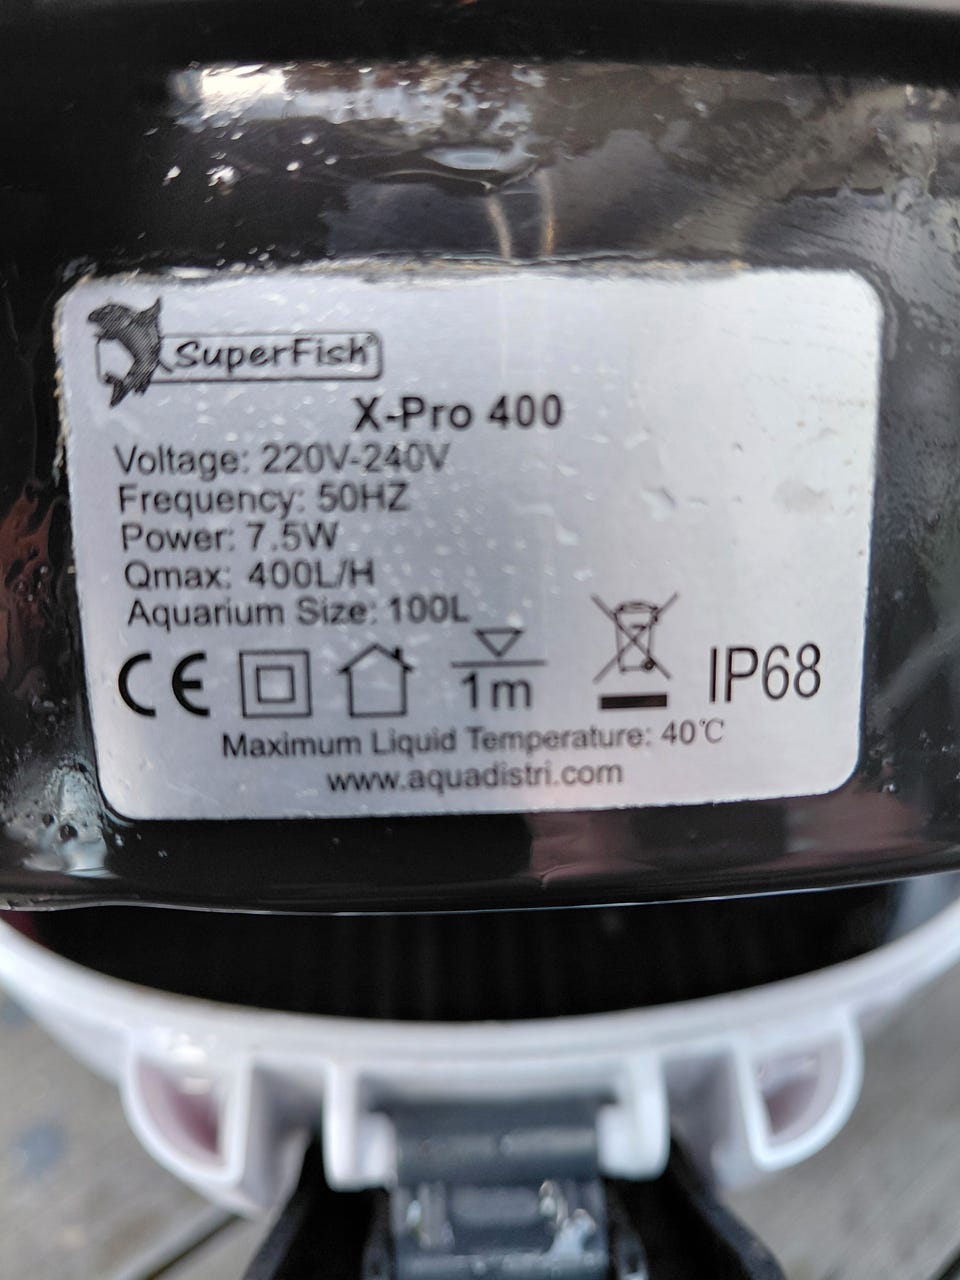 SuperFish®
X-Pro 400
Voltage: 220V-240V
Frequency: 50HZ
Power: 7.5W
Qmax: 400L/H
Aquarium Size: 100L
CE 1m IP68
Maximum Liquid Temperature: 40℃
www.aquadistri.com